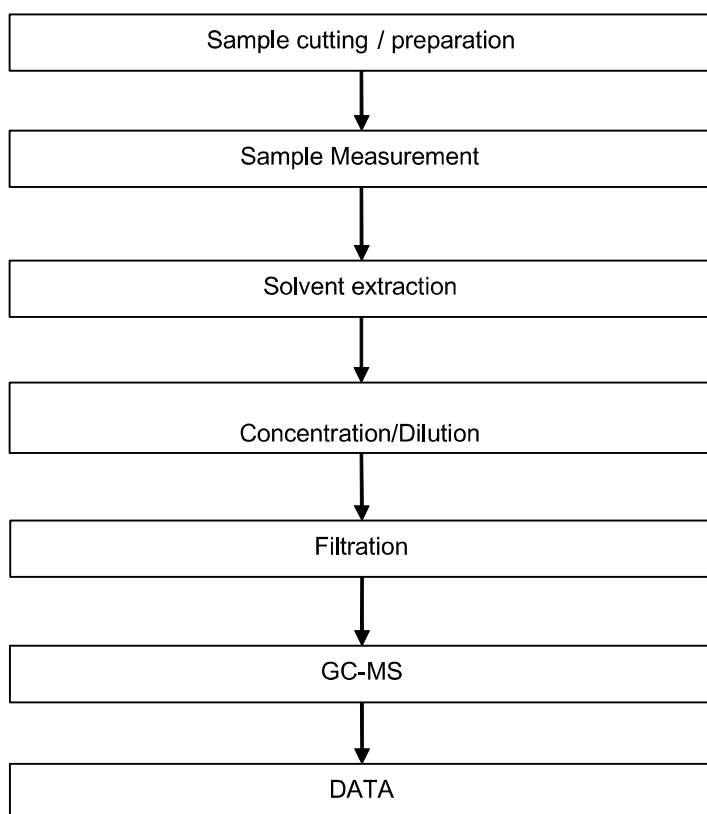 Sample cutting / preparation
Sample Measurement
Solvent extraction
Concentration/Dilution
Filtration
GC-MS
DATA